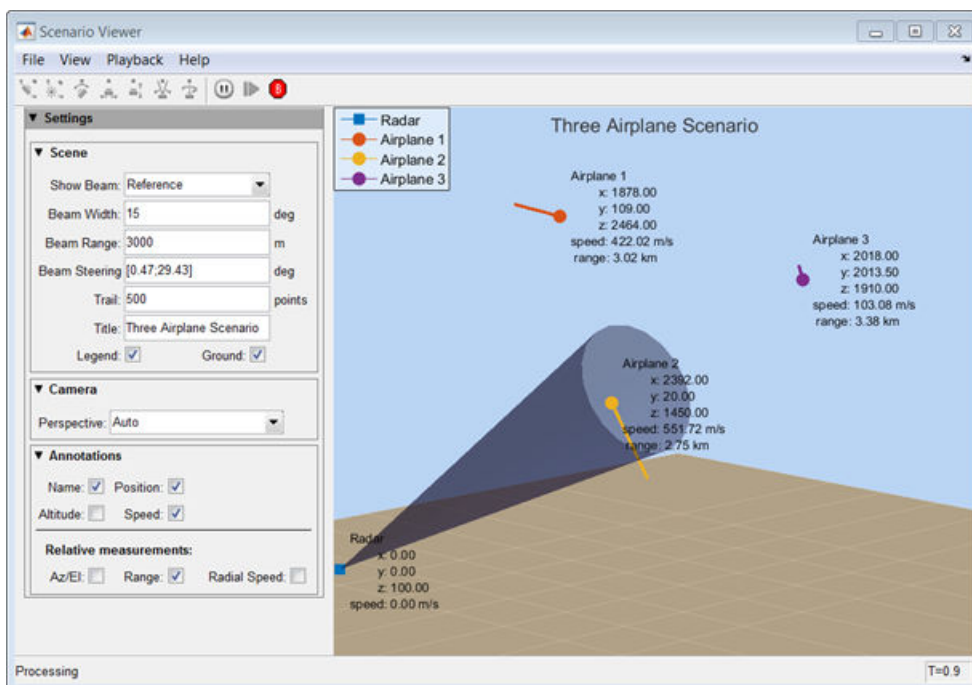 Scenario Viewer
File View Playback Help
Settings
Scene
Show Beam: Reference
Beam Width: 15 deg
Beam Range: 3000 m
Beam Steering [0.47;29.43] deg
Trail: 500 points
Title: Three Airplane Scenario
Legend: Ground:
Camera
Perspective: Auto
Annotations
Name: Position:
Altitude: Speed:
Relative measurements:
Az/El: Range: Radial Speed:
Radar
Airplane 1
Airplane 2
Airplane 3
Three Airplane Scenario
Airplane 1
x: 1878.00
y: 109.00
z: 2464.00
speed: 422.02 m/s
range: 3.02 km
Airplane 3
x: 2018.00
y: 2013.50
z: 1910.00
speed: 103.08 m/s
range: 3.38 km
Airplane 2
x: 2392.00
y: 20.00
z: 1450.00
speed: 551.72 m/s
range: 2.75 km
Radar
x: 0.00
y: 0.00
z: 100.00
speed: 0.00 m/s
Processing
T=0.9